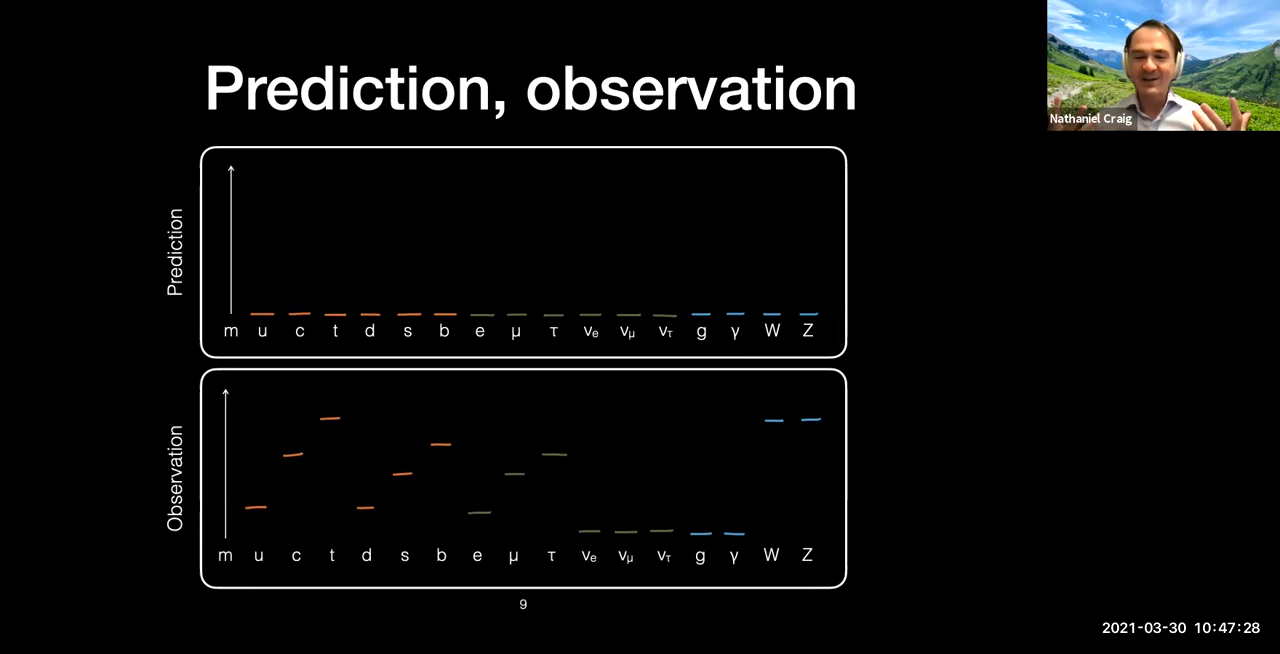 Prediction, observation
Nathaniel Craig
Prediction
m u c t d s b e μ τ νe νμ ντ g γ W Z
Observation
m u c t d s b e μ τ νe νμ ντ g γ W Z
9
2021-03-30 10:47:28